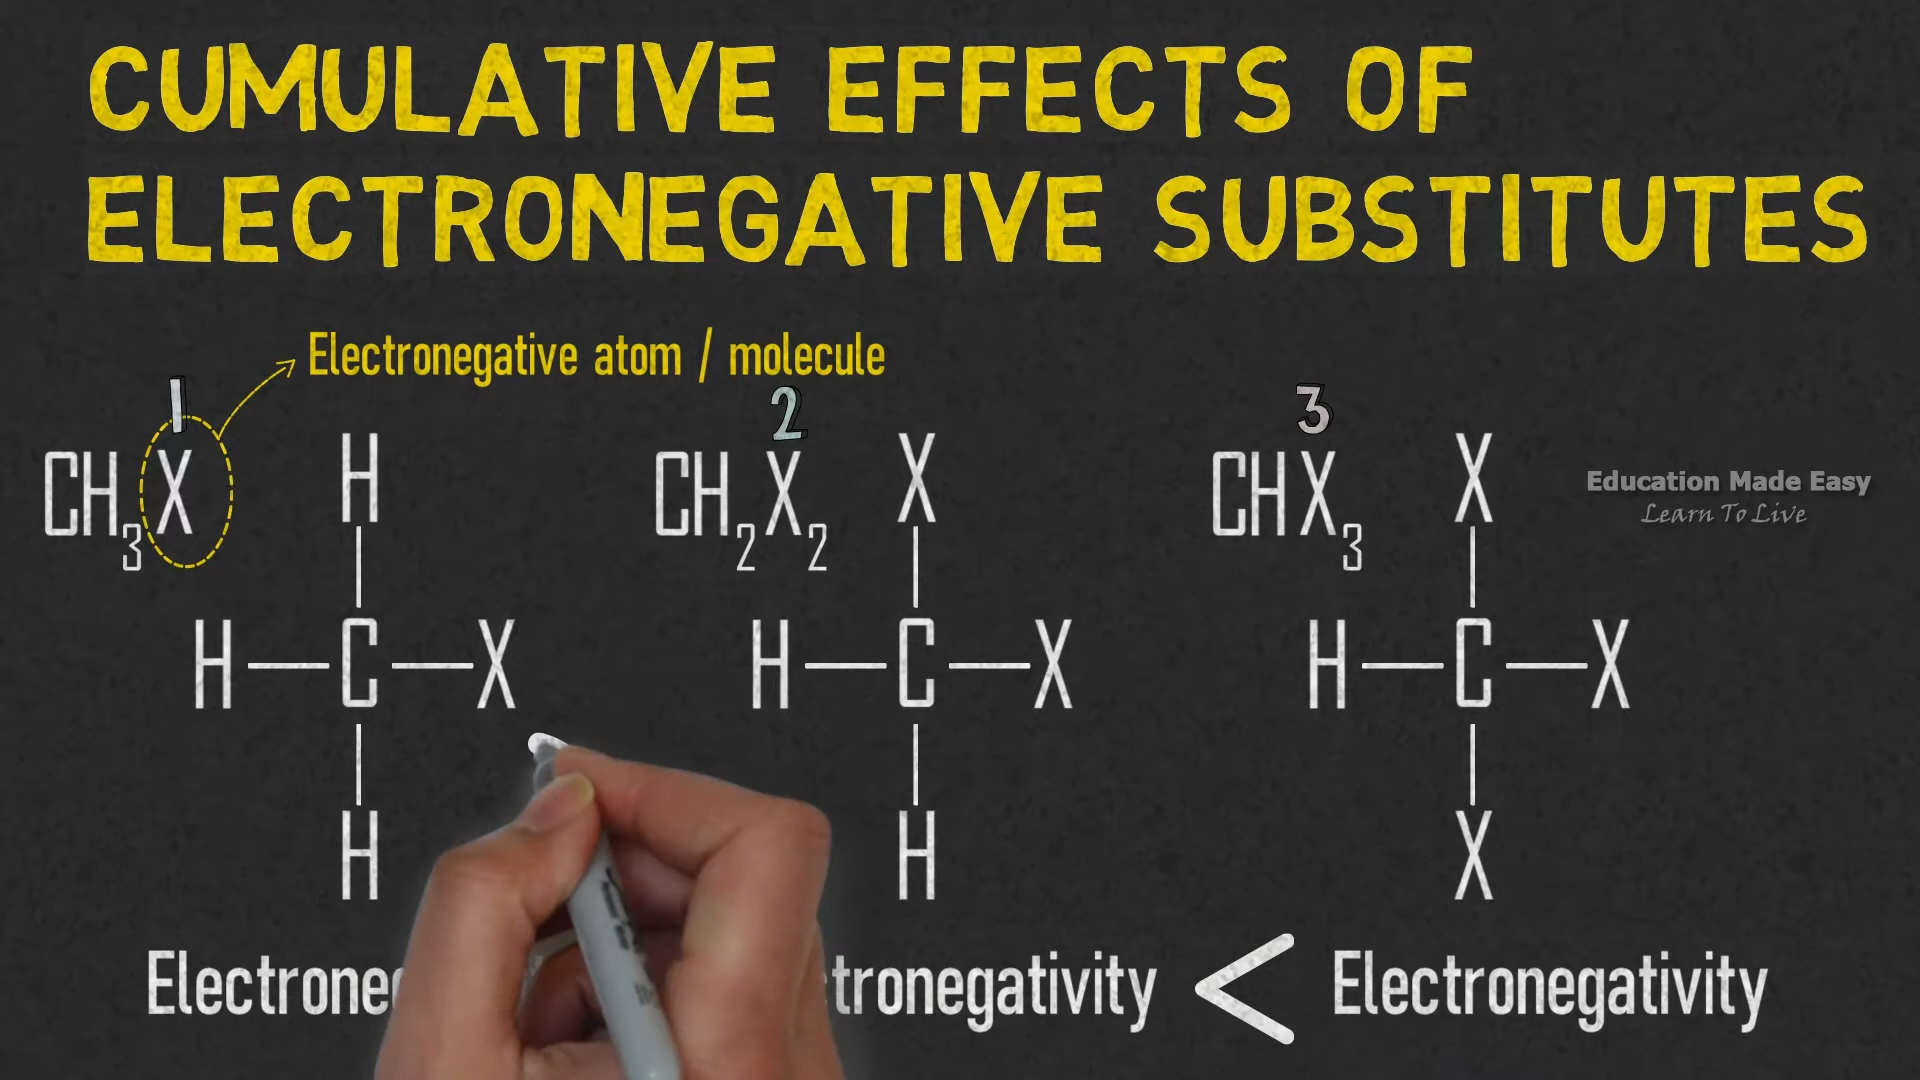 CUMULATIVE EFFECTS OF
ELECTRONEGATIVE SUBSTITUTES
Electronegative atom / molecule
1
CH3X
H
H C X
H
2
CH2X2
X
H C X
H
3
CHX3
X
H C X
X
Education Made Easy
Learn To Live
Electroneg tronegativity < Electronegativity